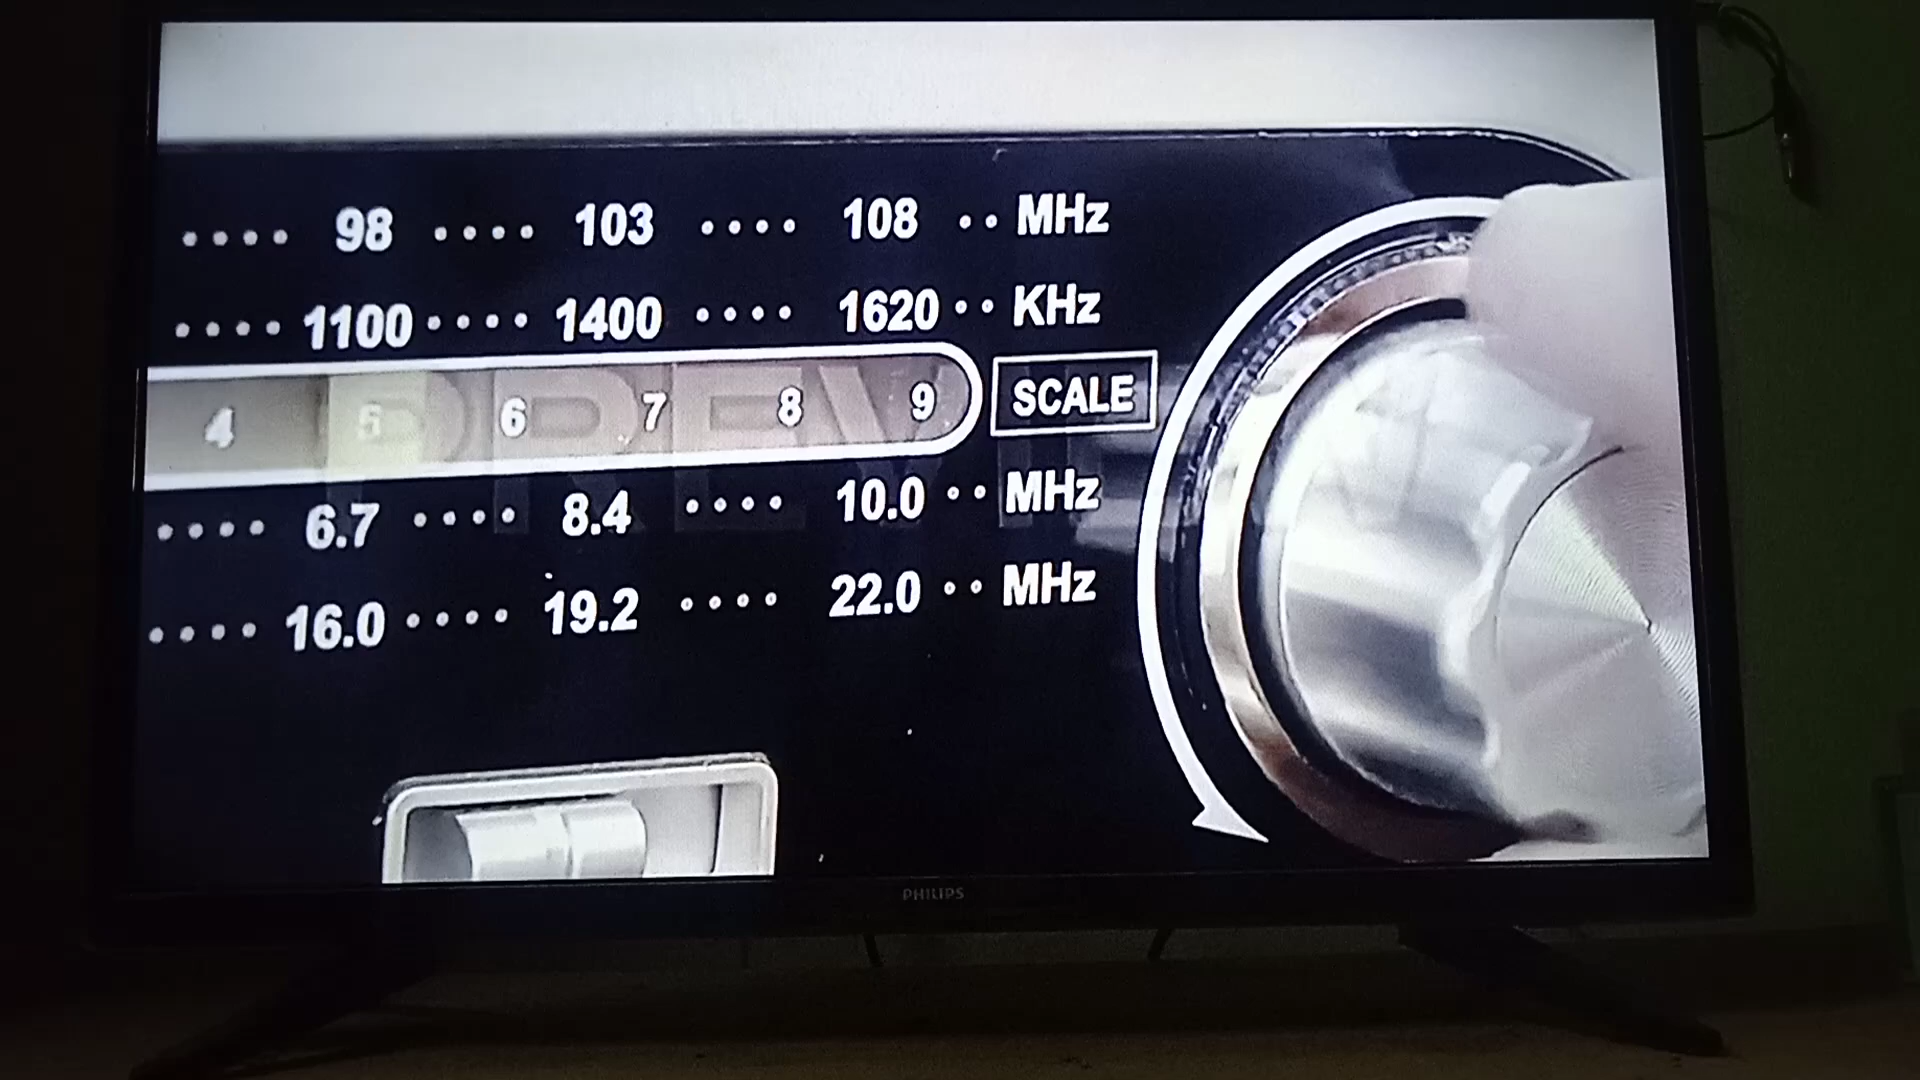 .... 98 .... 103 .... 108 .. MHz
.... 1100 .... 1400 .... 1620 .. KHz
4 5 6 7 8 9 SCALE
.... 6.7 .... 8.4 .... 10.0 .. MHz
.... 16.0 .... 19.2 .... 22.0 .. MHz
PHILIPS